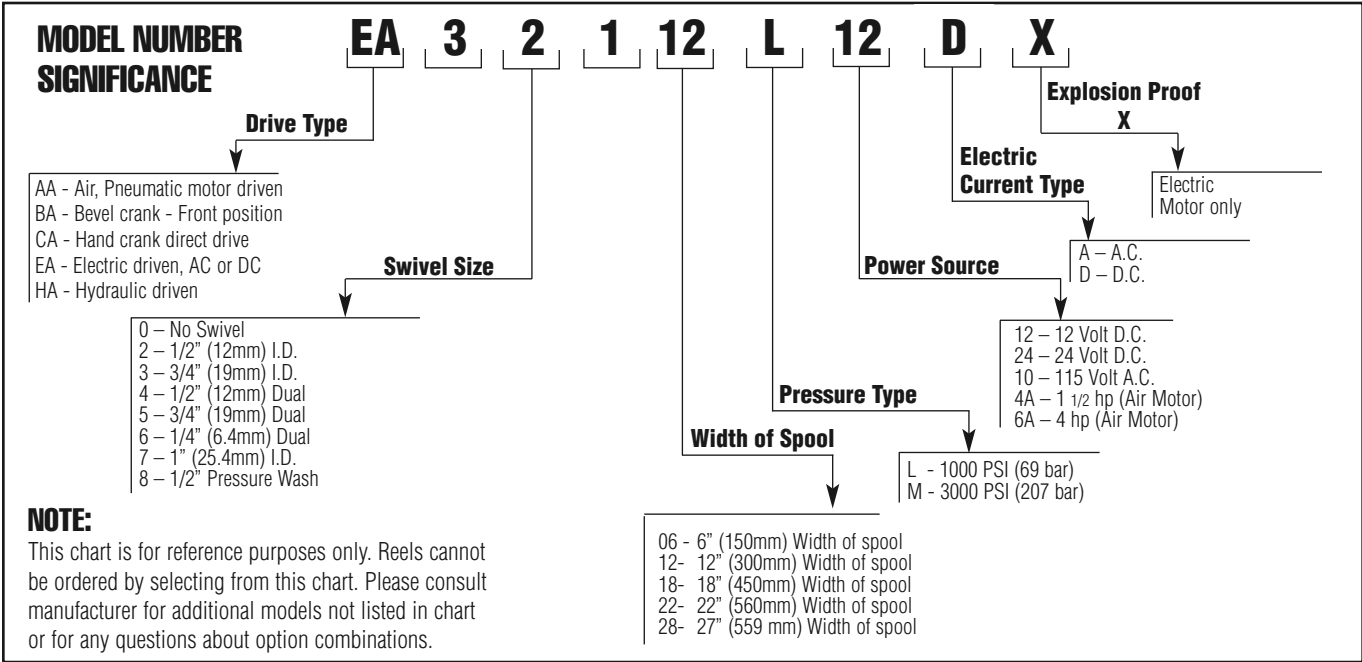 MODEL NUMBER
SIGNIFICANCE
EA 3 2 1 12 L 12 D X
Drive Type
AA - Air, Pneumatic motor driven
BA - Bevel crank - Front position
CA - Hand crank direct drive
EA - Electric driven, AC or DC
HA - Hydraulic driven
Swivel Size
0 – No Swivel
2 – 1/2” (12mm) I.D.
3 – 3/4” (19mm) I.D.
4 – 1/2” (12mm) Dual
5 – 3/4” (19mm) Dual
6 – 1/4” (6.4mm) Dual
7 – 1” (25.4mm) I.D.
8 – 1/2” Pressure Wash
Width of Spool
06 - 6” (150mm) Width of spool
12- 12” (300mm) Width of spool
18- 18” (450mm) Width of spool
22- 22” (560mm) Width of spool
28- 27” (559 mm) Width of spool
Pressure Type
L - 1000 PSI (69 bar)
M - 3000 PSI (207 bar)
Power Source
12 – 12 Volt D.C.
24 – 24 Volt D.C.
10 – 115 Volt A.C.
4A – 1 1/2 hp (Air Motor)
6A – 4 hp (Air Motor)
Electric
Current Type
A – A.C.
D – D.C.
Explosion Proof
X
Electric
Motor only
NOTE:
This chart is for reference purposes only. Reels cannot
be ordered by selecting from this chart. Please consult
manufacturer for additional models not listed in chart
or for any questions about option combinations.